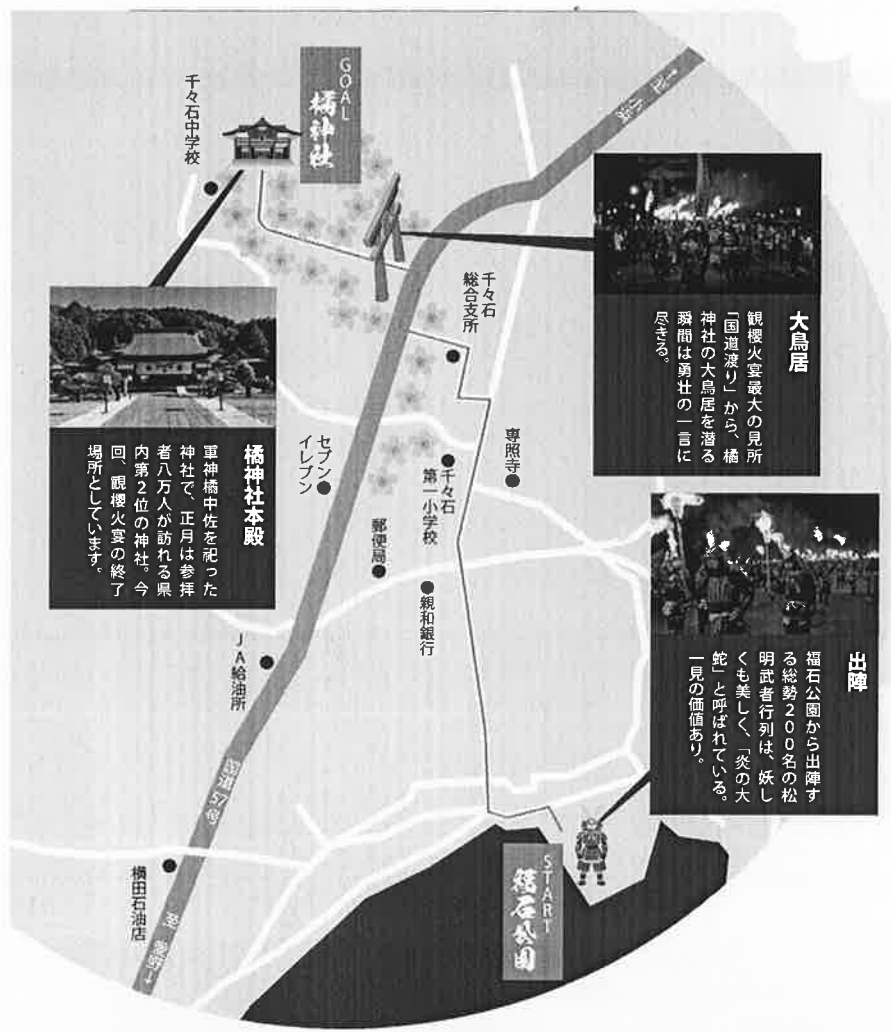 GOAL
橘神社
千々石中学校
↑至 小浜
大鳥居
観櫻火宴最大の見所
「国道渡り」から、橘
神社の大鳥居を潜る
瞬間は勇壮の一言に
尽きる。
千々石
総合支所
橘神社本殿
軍神橘中佐を祀った
神社で、正月は参拝
者八万人が訪れる県
内第2位の神社。今
回、観櫻火宴の終了
場所としています。
セブン
イレブン
千々石
第一小学校
専照寺
郵便局
親和銀行
出陣
福石公園から出陣す
る総勢200名の松
明武者行列は、妖し
くも美しく、「炎の大
蛇」と呼ばれている。
一見の価値あり。
JA給油所
国道57号
横田石油店
至 愛野↓
START
福石公園